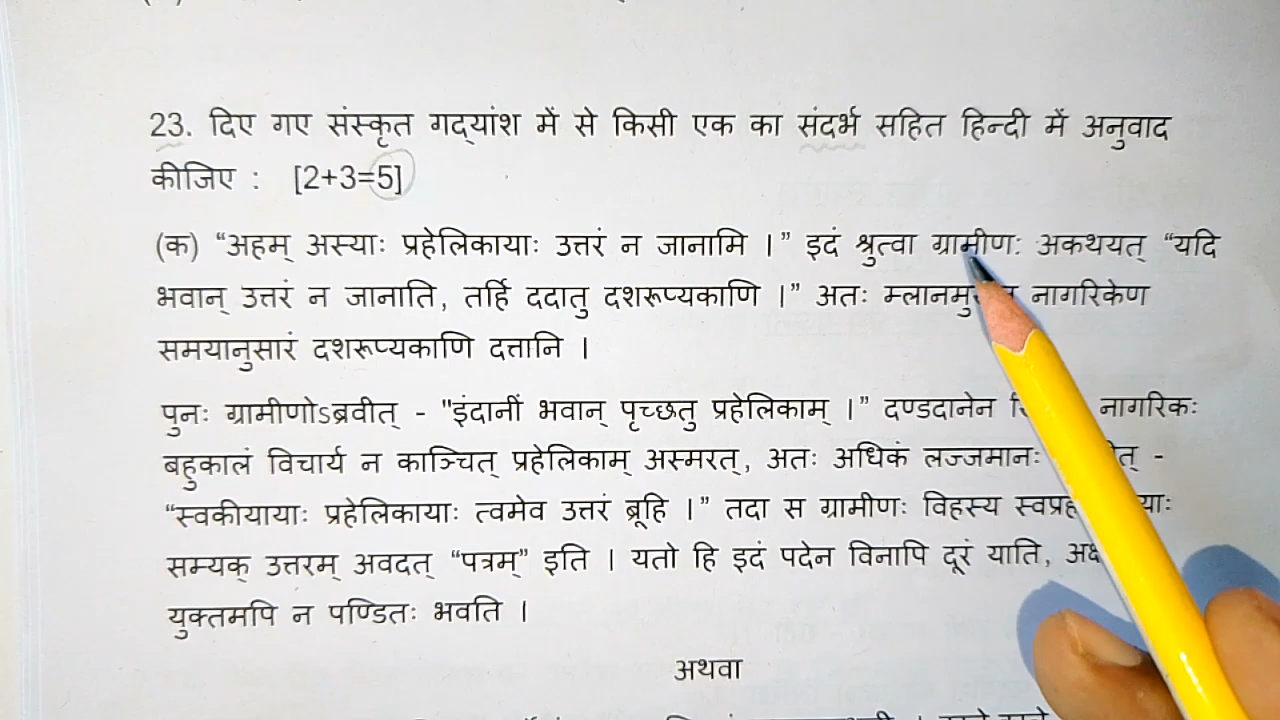 23. दिए गए संस्कृत गद्यांश में से किसी एक का संदर्भ सहित हिन्दी में अनुवाद
कीजिए : [2+3=5]
(क) “अहम् अस्याः प्रहेलिकायाः उत्तरं न जानामि ।” इदं श्रुत्वा ग्रामीण: अकथयत् “यदि
भवान् उत्तरं न जानाति, तर्हि ददातु दशरूप्यकाणि ।” अतः नागरिकेण
समयानुसारं दशरूप्यकाणि दत्तानि ।
पुनः ग्रामीणोऽब्रवीत् - "इंदानीं भवान् पृच्छतु प्रहेलिकाम् ।” दण्डदानेन नागरिकः
बहुकालं विचार्य न काञ्चित् प्रहेलिकाम् अस्मरत्, अतः अधिकं लज्जमानः -
“स्वकीयायाः प्रहेलिकायाः त्वमेव उत्तरं ब्रूहि ।” तदा स ग्रामीणः विहस्य
सम्यक् उत्तरम् अवदत् “पत्रम्” इति । यतो हि इदं पदेन विनापि दूरं याति,
युक्तमपि न पण्डितः भवति ।
अथवा